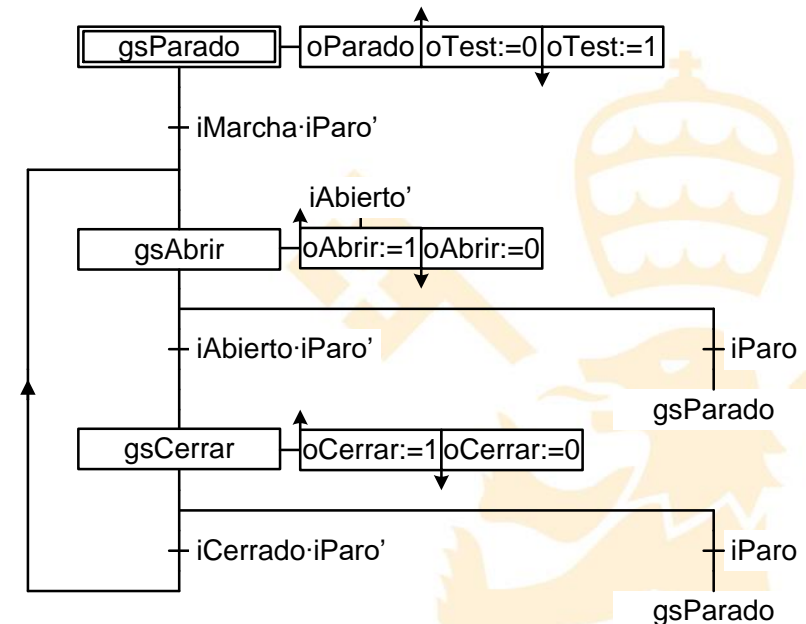 gsParado oParado oTest:=0 oTest:=1
iMarcha·iParo’
iAbierto’
gsAbrir oAbrir:=1 oAbrir:=0
iAbierto·iParo’ iParo
gsParado
gsCerrar oCerrar:=1 oCerrar:=0
iCerrado·iParo’ iParo
gsParado